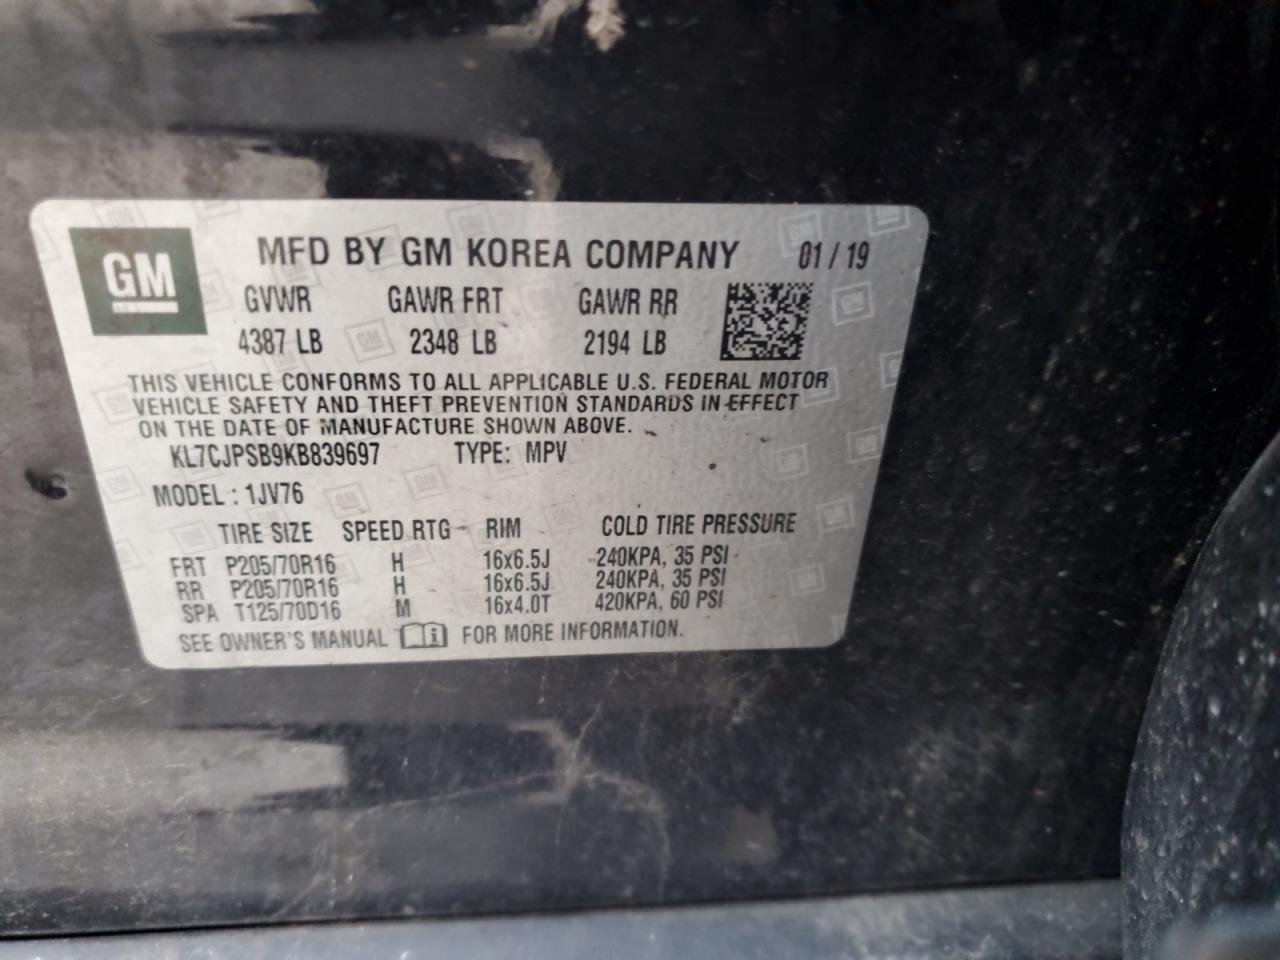 GM
MFD BY GM KOREA COMPANY 01 / 19
GVWR GAWR FRT GAWR RR
4387 LB 2348 LB 2194 LB
THIS VEHICLE CONFORMS TO ALL APPLICABLE U.S. FEDERAL MOTOR
VEHICLE SAFETY AND THEFT PREVENTION STANDARDS IN EFFECT
ON THE DATE OF MANUFACTURE SHOWN ABOVE.
KL7CJPSB9KB839697 TYPE: MPV
MODEL : 1JV76
TIRE SIZE SPEED RTG RIM COLD TIRE PRESSURE
FRT P205/70R16 H 16x6.5J 240KPA, 35 PSI
RR P205/70R16 H 16x6.5J 240KPA, 35 PSI
SPA T125/70D16 M 16x4.0T 420KPA, 60 PSI
SEE OWNER'S MANUAL FOR MORE INFORMATION.